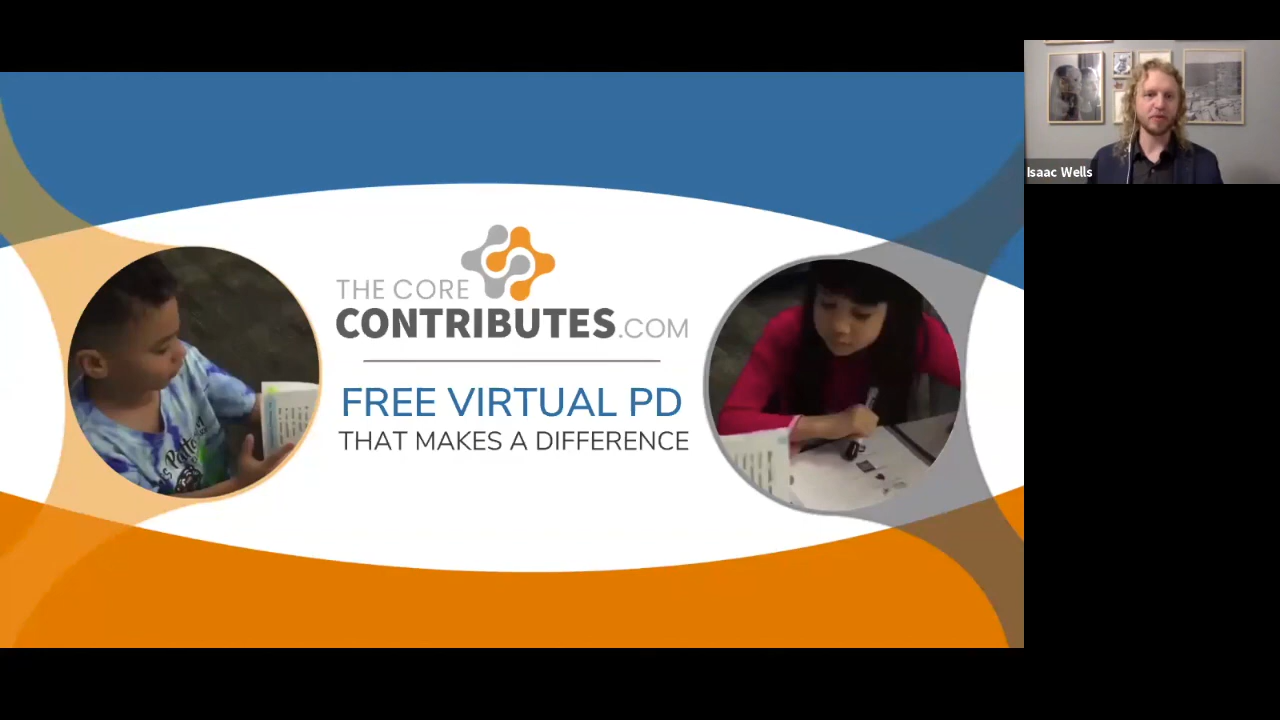 THE CORE
CONTRIBUTES.COM
FREE VIRTUAL PD
THAT MAKES A DIFFERENCE
Isaac Wells